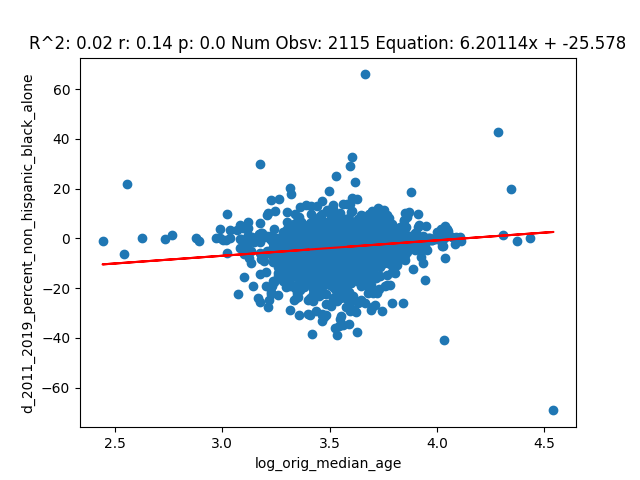 R^2: 0.02 r: 0.14 p: 0.0 Num Obsv: 2115 Equation: 6.20114x + -25.578
d_2011_2019_percent_non_hispanic_black_alone
60
40
20
0
−20
−40
−60
2.5 3.0 3.5 4.0 4.5
log_orig_median_age